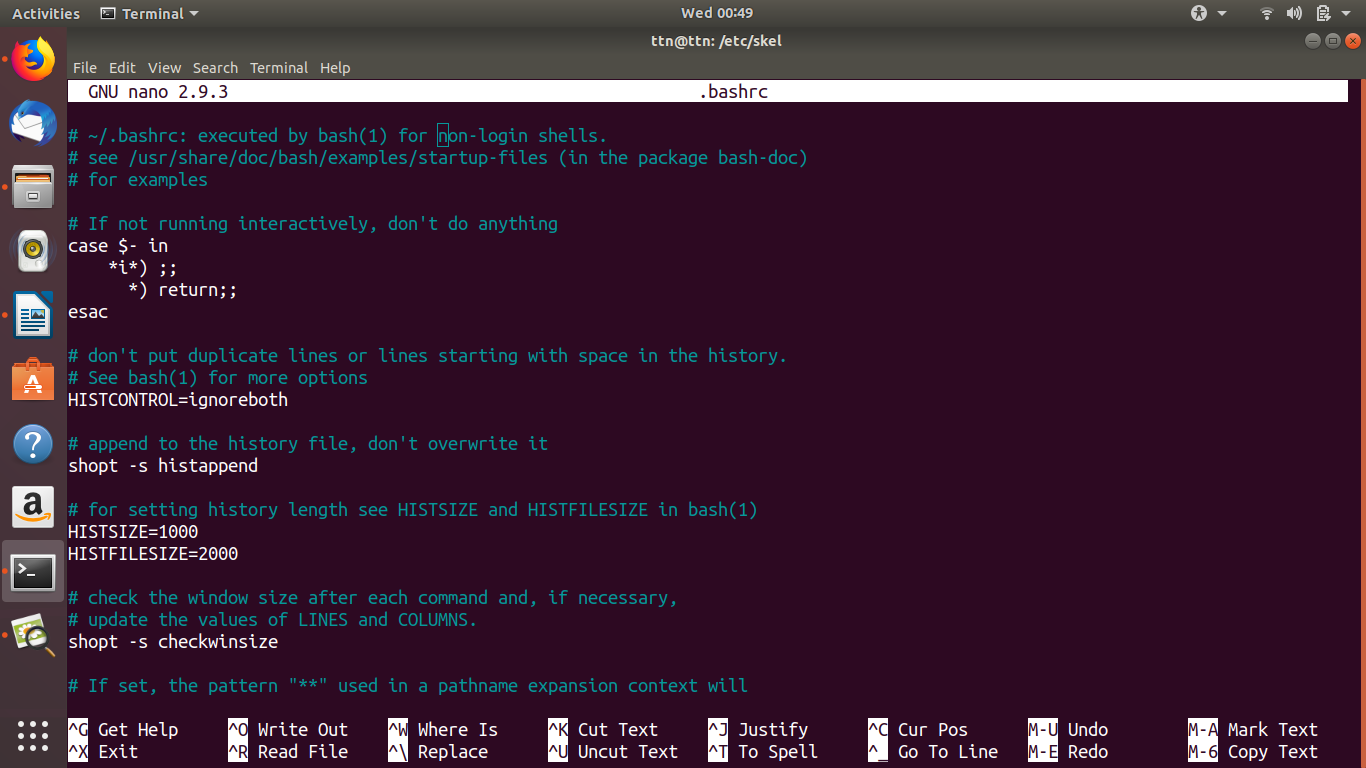 Activities Terminal Wed 00:49
ttn@ttn: /etc/skel
File Edit View Search Terminal Help
GNU nano 2.9.3 .bashrc
# ~/.bashrc: executed by bash(1) for non-login shells.
# see /usr/share/doc/bash/examples/startup-files (in the package bash-doc)
# for examples
# If not running interactively, don't do anything
case $- in
    *i*) ;;
      *) return;;
esac
# don't put duplicate lines or lines starting with space in the history.
# See bash(1) for more options
HISTCONTROL=ignoreboth
# append to the history file, don't overwrite it
shopt -s histappend
# for setting history length see HISTSIZE and HISTFILESIZE in bash(1)
HISTSIZE=1000
HISTFILESIZE=2000
# check the window size after each command and, if necessary,
# update the values of LINES and COLUMNS.
shopt -s checkwinsize
# If set, the pattern "**" used in a pathname expansion context will
^G Get Help ^O Write Out ^W Where Is ^K Cut Text ^J Justify ^C Cur Pos M-U Undo M-A Mark Text
^X Exit ^R Read File ^\ Replace ^U Uncut Text ^T To Spell ^_ Go To Line M-E Redo M-6 Copy Text